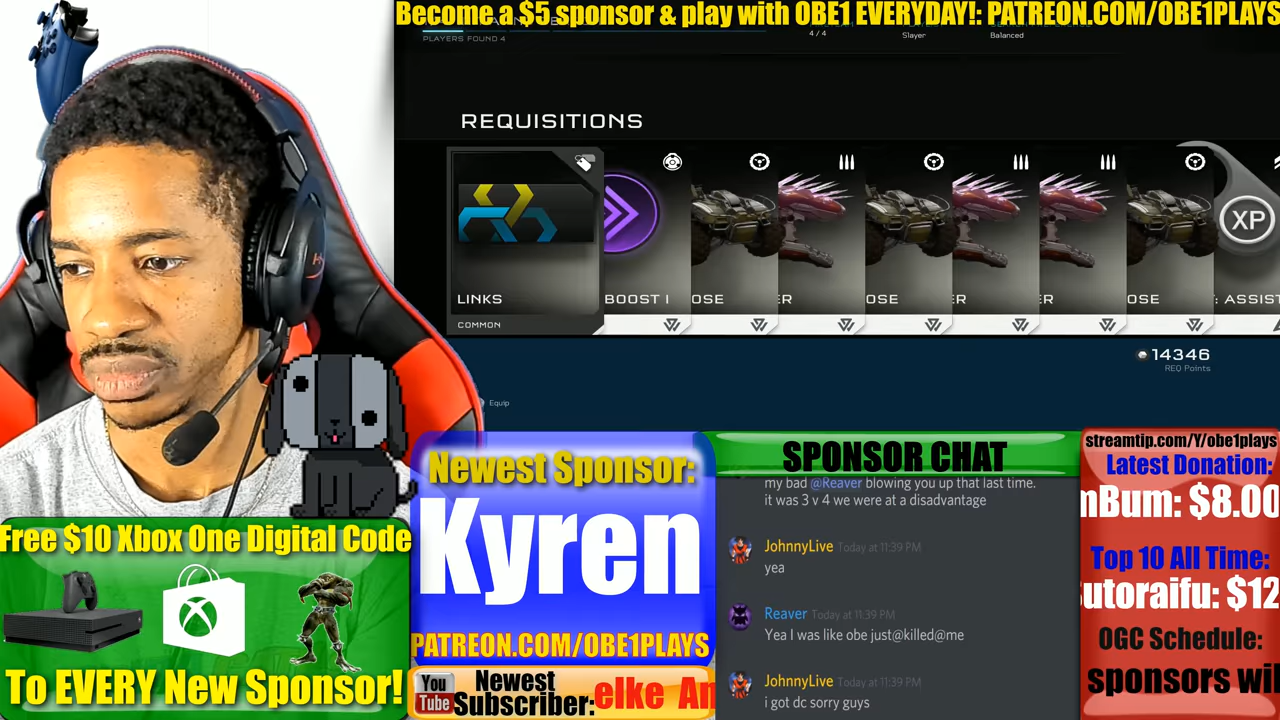 Become a $5 sponsor & play with OBE1 EVERYDAY!: PATREON.COM/OBE1PLAYS
PLAYERS FOUND 4
4 / 4
Slayer
Balanced
REQUISITIONS
LINKS
COMMON
BOOST I
OSE
ER
OSE
ER
ER
OSE
XP
: ASSIST
14346
REQ Points
Equip
Newest Sponsor:
Kyren
PATREON.COM/OBE1PLAYS
You Tube
Newest
Subscriber:
elke An
SPONSOR CHAT
my bad @Reaver blowing you up that last time.
it was 3 v 4 we were at a disadvantage
JohnnyLive Today at 11:39 PM
yea
Reaver Today at 11:39 PM
Yea I was like obe just@killed@me
JohnnyLive Today at 11:39 PM
i got dc sorry guys
streamtip.com/Y/obe1plays
Latest Donation:
mBum: $8.00
Top 10 All Time:
utoraifu: $12
OGC Schedule:
sponsors wil
Free $10 Xbox One Digital Code
To EVERY New Sponsor!